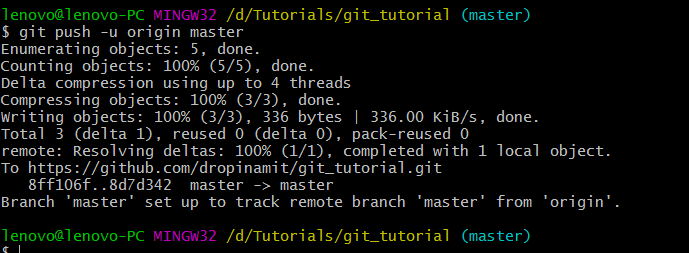 lenovo@lenovo-PC MINGW32 /d/Tutorials/git_tutorial (master)
$ git push -u origin master
Enumerating objects: 5, done.
Counting objects: 100% (5/5), done.
Delta compression using up to 4 threads
Compressing objects: 100% (3/3), done.
Writing objects: 100% (3/3), 336 bytes | 336.00 KiB/s, done.
Total 3 (delta 1), reused 0 (delta 0), pack-reused 0
remote: Resolving deltas: 100% (1/1), completed with 1 local object.
To https://github.com/dropinamit/git_tutorial.git
   8ff106f..8d7d342  master -> master
Branch 'master' set up to track remote branch 'master' from 'origin'.
lenovo@lenovo-PC MINGW32 /d/Tutorials/git_tutorial (master)
$